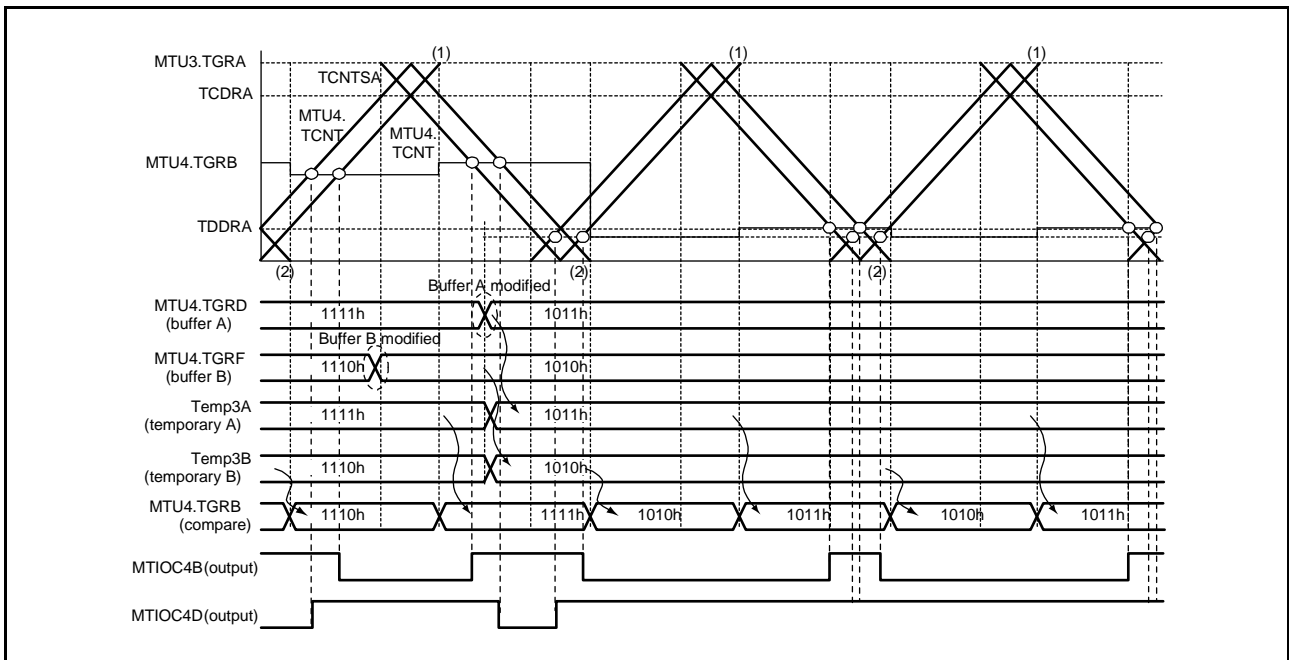 MTU3.TGRA
(1)
(1)
(1)
TCNTSA
TCDRA
MTU4.
TCNT
MTU4.
TCNT
MTU4.TGRB
TDDRA
(2)
(2)
(2)
Buffer A modified
MTU4.TGRD
(buffer A)
1111h
1011h
Buffer B modified
MTU4.TGRF
(buffer B)
1110h
1010h
Temp3A
(temporary A)
1111h
1011h
Temp3B
(temporary B)
1110h
1010h
MTU4.TGRB
(compare)
1110h
1111h
1010h
1011h
1010h
1011h
MTIOC4B(output)
MTIOC4D(output)